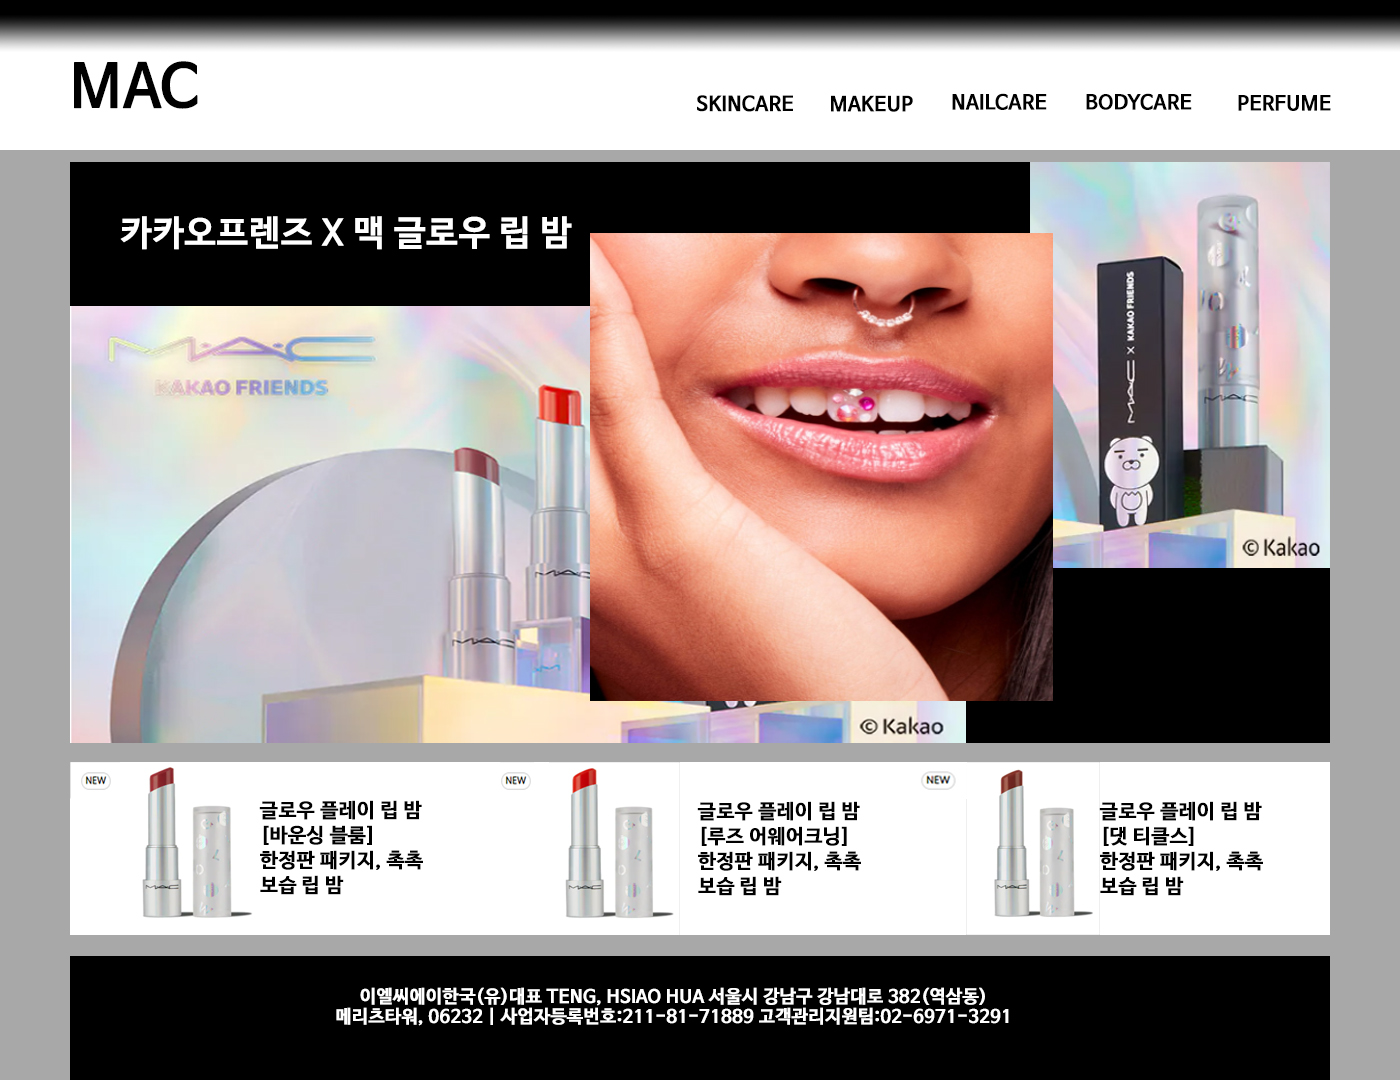 MAC
SKINCARE MAKEUP NAILCARE BODYCARE PERFUME
카카오프렌즈 X 맥 글로우 립 밤
M·A·C
KAKAO FRIENDS
MAC
MAC
MAC X KAKAO FRIENDS
MAC
© Kakao
© Kakao
NEW
MAC
글로우 플레이 립 밤
[바운싱 블룸]
한정판 패키지, 촉촉
보습 립 밤
NEW
MAC
글로우 플레이 립 밤
[루즈 어웨어크닝]
한정판 패키지, 촉촉
보습 립 밤
NEW
MAC
글로우 플레이 립 밤
[댓 티클스]
한정판 패키지, 촉촉
보습 립 밤
이엘씨에이한국(유)대표 TENG, HSIAO HUA 서울시 강남구 강남대로 382(역삼동)
메리츠타워, 06232 | 사업자등록번호:211-81-71889 고객관리지원팀:02-6971-3291